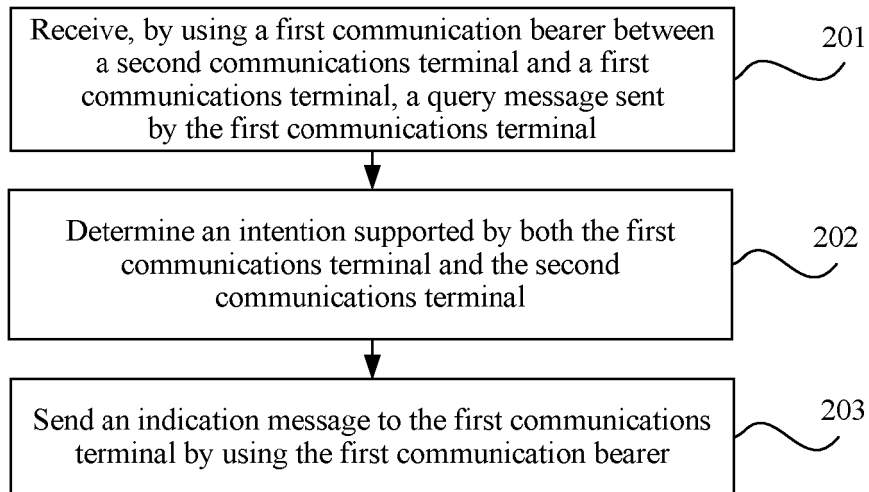 Receive, by using a first communication bearer between
a second communications terminal and a first
communications terminal, a query message sent
by the first communications terminal
201
Determine an intention supported by both the first
communications terminal and the second
communications terminal
202
Send an indication message to the first communications
terminal by using the first communication bearer
203